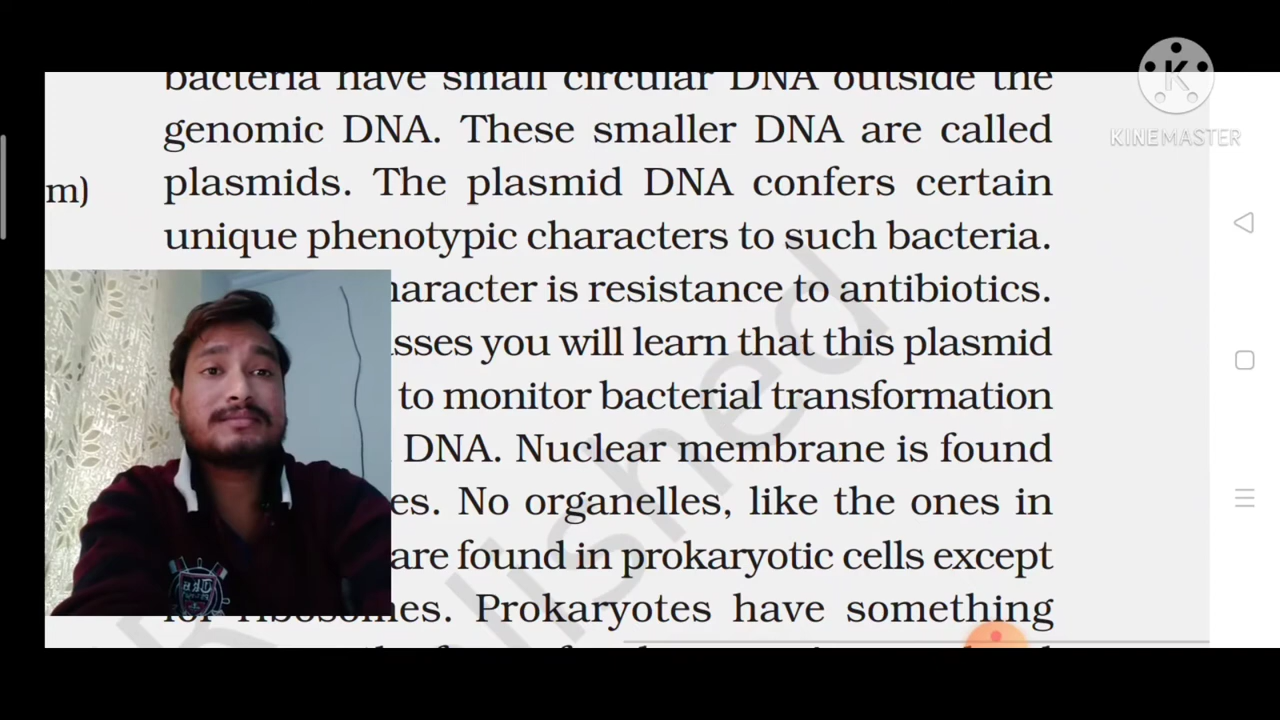 bacteria have small circular DNA outside the
genomic DNA. These smaller DNA are called
m)
plasmids. The plasmid DNA confers certain
unique phenotypic characters to such bacteria.
haracter is resistance to antibiotics.
sses you will learn that this plasmid
to monitor bacterial transformation
DNA. Nuclear membrane is found
es. No organelles, like the ones in
are found in prokaryotic cells except
for ribosomes. Prokaryotes have something
K
KINEMASTER
lished